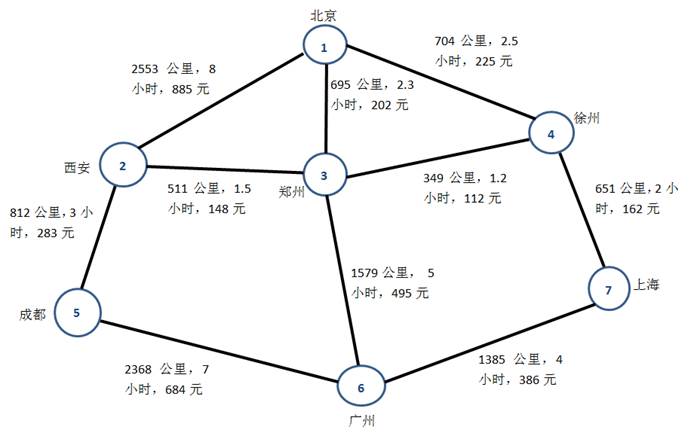 北京
1
704 公里，2.5
小时，225 元
2553 公里，8
小时，885 元
695 公里，2.3
小时，202 元
徐州
4
西安
2
3
郑州
511 公里，1.5
小时，148 元
349 公里，1.2
小时，112 元
651 公里，2 小
时，162 元
812 公里，3 小
时，283 元
1579 公里， 5
小时，495 元
7
上海
成都
5
2368 公里，7
小时，684 元
1385 公里，4
小时，386 元
6
广州